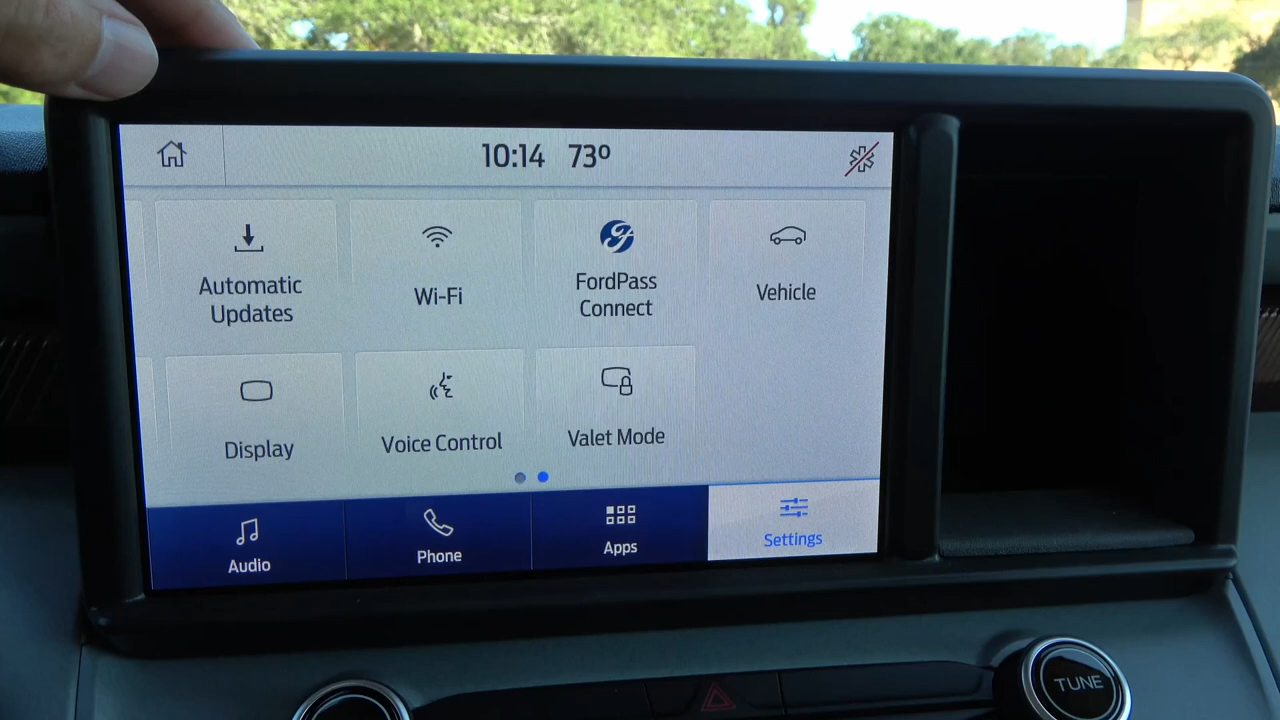 10:14 73º
Automatic
Updates
Wi-Fi
FordPass
Connect
Vehicle
Display
Voice Control
Valet Mode
Audio
Phone
Apps
Settings
TUNE